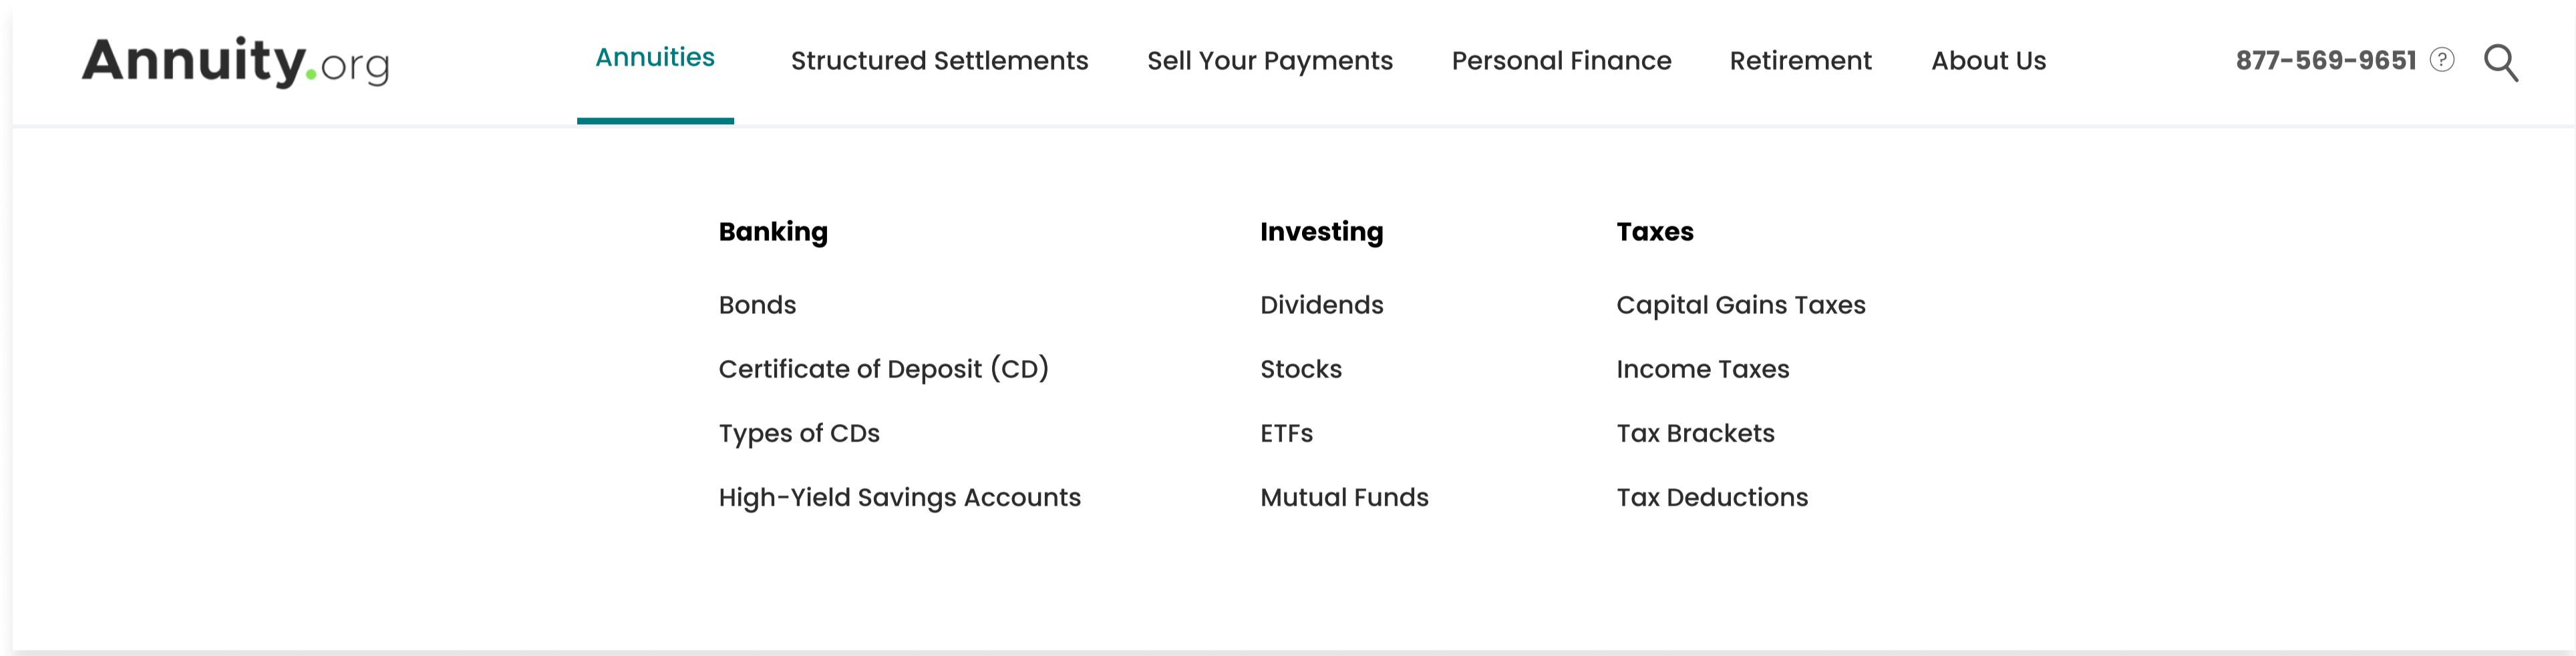 Annuity.org
Annuities Structured Settlements Sell Your Payments Personal Finance Retirement About Us 877-569-9651 ?
Banking
Bonds
Certificate of Deposit (CD)
Types of CDs
High-Yield Savings Accounts
Investing
Dividends
Stocks
ETFs
Mutual Funds
Taxes
Capital Gains Taxes
Income Taxes
Tax Brackets
Tax Deductions